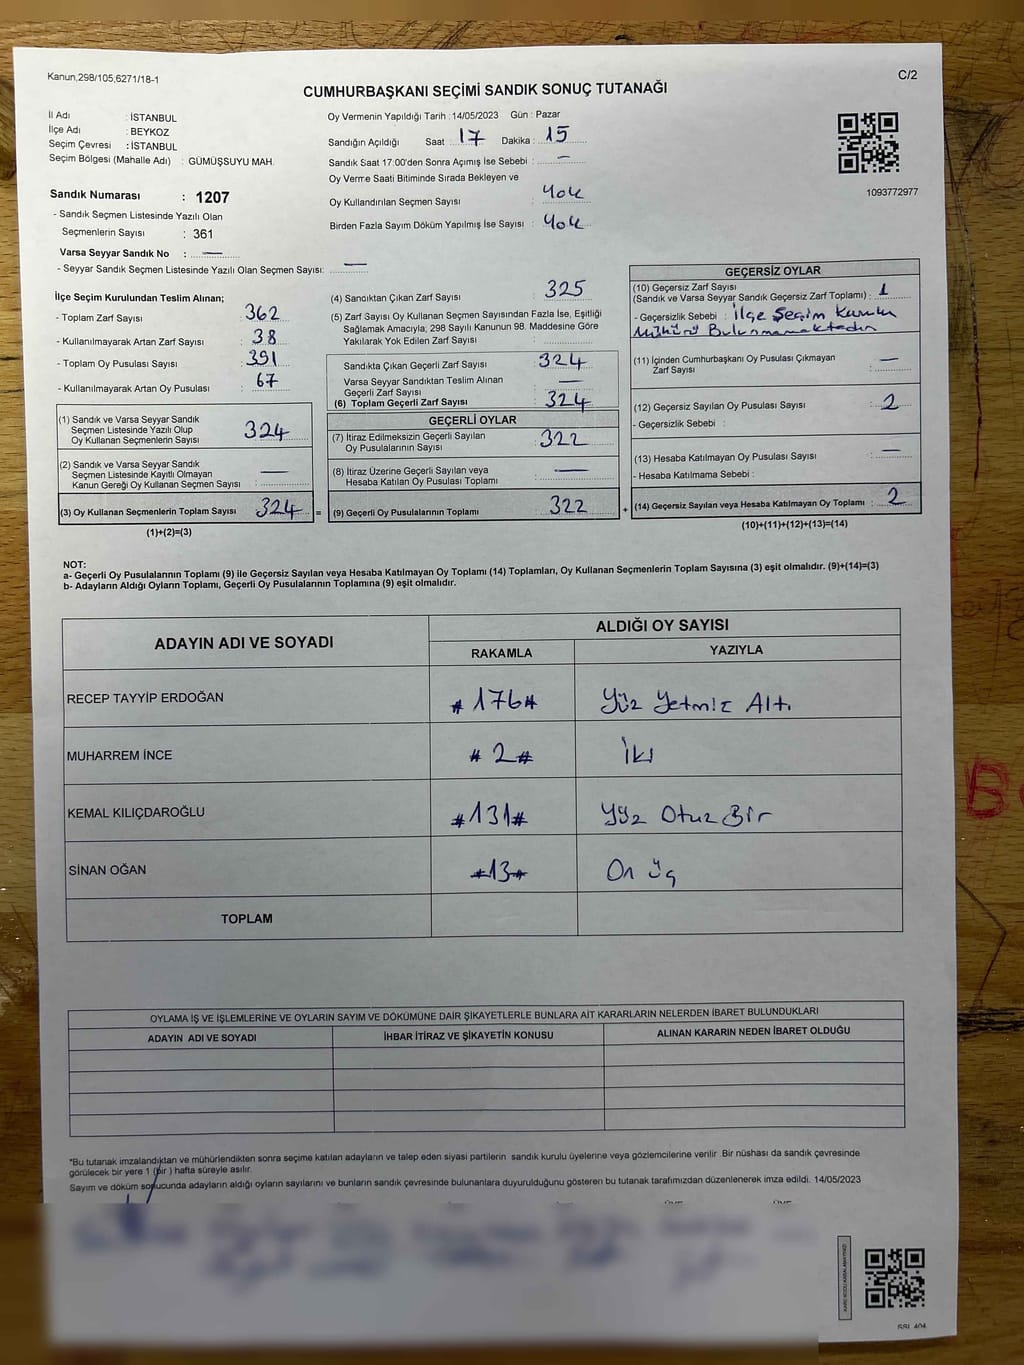 Kanun,298/105,6271/18-1
C/2
CUMHURBAŞKANI SEÇİMİ SANDIK SONUÇ TUTANAĞI
İl Adı : İSTANBUL
İlçe Adı : BEYKOZ
Seçim Çevresi : İSTANBUL
Seçim Bölgesi (Mahalle Adı) : GÜMÜŞSUYU MAH.
Sandık Numarası : 1207
- Sandık Seçmen Listesinde Yazılı Olan
Seçmenlerin Sayısı : 361
Varsa Seyyar Sandık No : —
- Seyyar Sandık Seçmen Listesinde Yazılı Olan Seçmen Sayısı: —
Oy Vermenin Yapıldığı Tarih : 14/05/2023 Gün : Pazar
Sandığın Açıldığı Saat : 17 Dakika : 15
Sandık Saat 17:00'den Sonra Açımış İse Sebebi : —
Oy Verme Saati Bitiminde Sırada Bekleyen ve
Oy Kullandırılan Seçmen Sayısı : Yok
Birden Fazla Sayım Döküm Yapılmış İse Sayısı : Yok
1093772977
İlçe Seçim Kurulundan Teslim Alınan;
- Toplam Zarf Sayısı : 362
- Kullanılmayarak Artan Zarf Sayısı : 38
- Toplam Oy Pusulası Sayısı : 391
- Kullanılmayarak Artan Oy Pusulası : 67
(1) Sandık ve Varsa Seyyar Sandık
Seçmen Listesinde Yazılı Olup
Oy Kullanan Seçmenlerin Sayısı : 324
(2) Sandık ve Varsa Seyyar Sandık
Seçmen Listesinde Kayıtlı Olmayan
Kanun Gereği Oy Kullanan Seçmen Sayısı : —
(3) Oy Kullanan Seçmenlerin Toplam Sayısı : 324 =
(1)+(2)=(3)
(4) Sandıktan Çıkan Zarf Sayısı : 325
(5) Zarf Sayısı Oy Kullanan Seçmen Sayısından Fazla İse, Eşitliği
Sağlamak Amacıyla; 298 Sayılı Kanunun 98. Maddesine Göre
Yakılarak Yok Edilen Zarf Sayısı :
Sandıkta Çıkan Geçerli Zarf Sayısı : 324
Varsa Seyyar Sandıktan Teslim Alınan
Geçerli Zarf Sayısı : —
(6) Toplam Geçerli Zarf Sayısı : 324
GEÇERLİ OYLAR
(7) İtiraz Edilmeksizin Geçerli Sayılan
Oy Pusulalarının Sayısı : 322
(8) İtiraz Üzerine Geçerli Sayılan veya
Hesaba Katılan Oy Pusulası Toplamı : —
(9) Geçerli Oy Pusulalarının Toplamı : 322 +
GEÇERSİZ OYLAR
(10) Geçersiz Zarf Sayısı
(Sandık ve Varsa Seyyar Sandık Geçersiz Zarf Toplamı) : 1
- Geçersizlik Sebebi : İlçe Seçim Kurulu
Mührü Bulunmamaktadır
(11) İçinden Cumhurbaşkanı Oy Pusulası Çıkmayan
Zarf Sayısı : —
(12) Geçersiz Sayılan Oy Pusulası Sayısı : 2
- Geçersizlik Sebebi :
(13) Hesaba Katılmayan Oy Pusulası Sayısı : —
- Hesaba Katılmama Sebebi :
(14) Geçersiz Sayılan veya Hesaba Katılmayan Oy Toplamı : 2
(10)+(11)+(12)+(13)=(14)
NOT:
a- Geçerli Oy Pusulalarının Toplamı (9) ile Geçersiz Sayılan veya Hesaba Katılmayan Oy Toplamı (14) Toplamları, Oy Kullanan Seçmenlerin Toplam Sayısına (3) eşit olmalıdır. (9)+(14)=(3)
b- Adayların Aldığı Oyların Toplamı, Geçerli Oy Pusulalarının Toplamına (9) eşit olmalıdır.
ADAYIN ADI VE SOYADI
ALDIĞI OY SAYISI
RAKAMLA YAZIYLA
RECEP TAYYİP ERDOĞAN #176# Yüz Yetmiş Altı
MUHARREM İNCE #2# İki
KEMAL KILIÇDAROĞLU #131# Yüz Otuz Bir
SİNAN OĞAN #13# On üç
TOPLAM
OYLAMA İŞ VE İŞLEMLERİNE VE OYLARIN SAYIM VE DÖKÜMÜNE DAİR ŞİKAYETLERLE BUNLARA AİT KARARLARIN NELERDEN İBARET BULUNDUKLARI
ADAYIN ADI VE SOYADI İHBAR İTİRAZ VE ŞİKAYETİN KONUSU ALINAN KARARIN NEDEN İBARET OLDUĞU
*Bu tutanak imzalandıktan ve mühürlendikten sonra seçime katılan adayların ve talep eden siyasi partilerin sandık kurulu üyelerine veya gözlemcilerine verilir. Bir nüshası da sandık çevresinde
görülecek bir yere 1 (bir) hafta süreyle asılır.
Sayım ve döküm sonucunda adayların aldığı oyların sayılarını ve bunların sandık çevresinde bulunanlara duyurulduğunu gösteren bu tutanak tarafımızdan düzenlenerek imza edildi. 14/05/2023